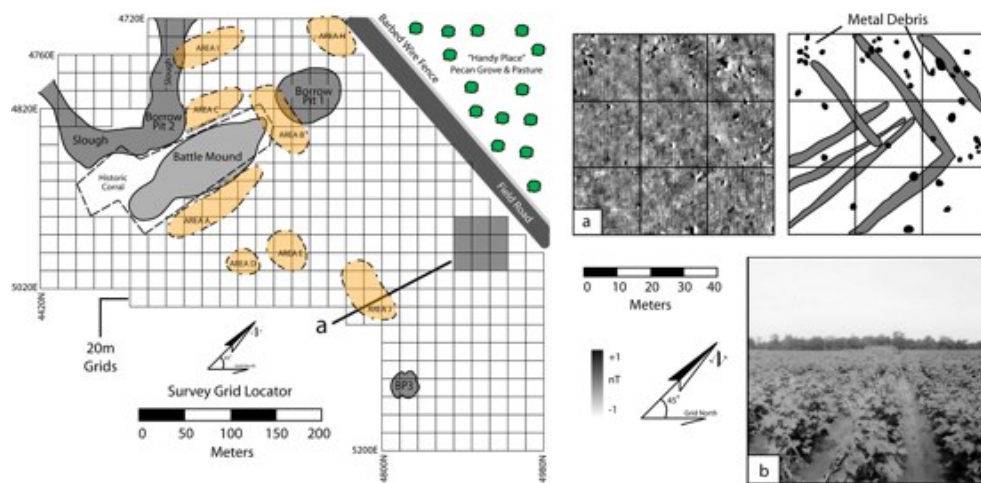 4720E
4760E
4820E
5020E
4420N
AREA I
AREA H
Slough
Borrow
Pit 2
AREA C
Borrow
Pit 1
AREA B
Slough
Battle Mound
Historic
Corral
AREA A
AREA D
AREA E
AREA J
Barbed Wire Fence
Field Road
"Handy Place"
Pecan Grove & Pasture
a
20m
Grids
BP3
Survey Grid Locator
0 50 100 150 200
Meters
5200E
4800N
4980N
Metal Debris
a
0 10 20 30 40
Meters
+1
nT
-1
45°
Grid North
b